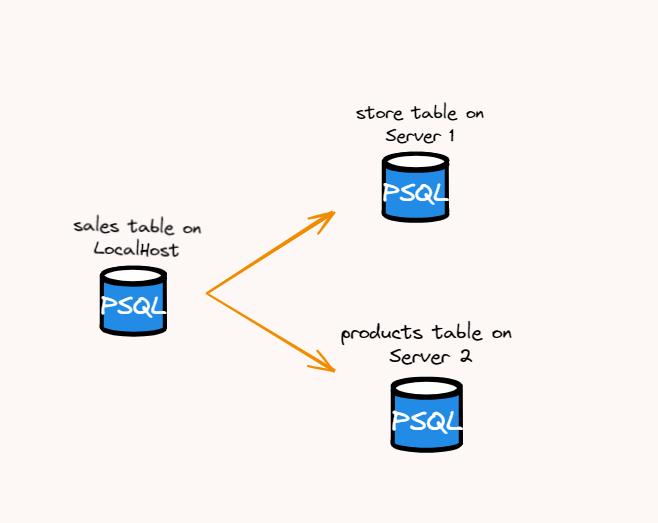 store table on
Server 1
PSQL
sales table on
LocalHost
PSQL
products table on
Server 2
PSQL